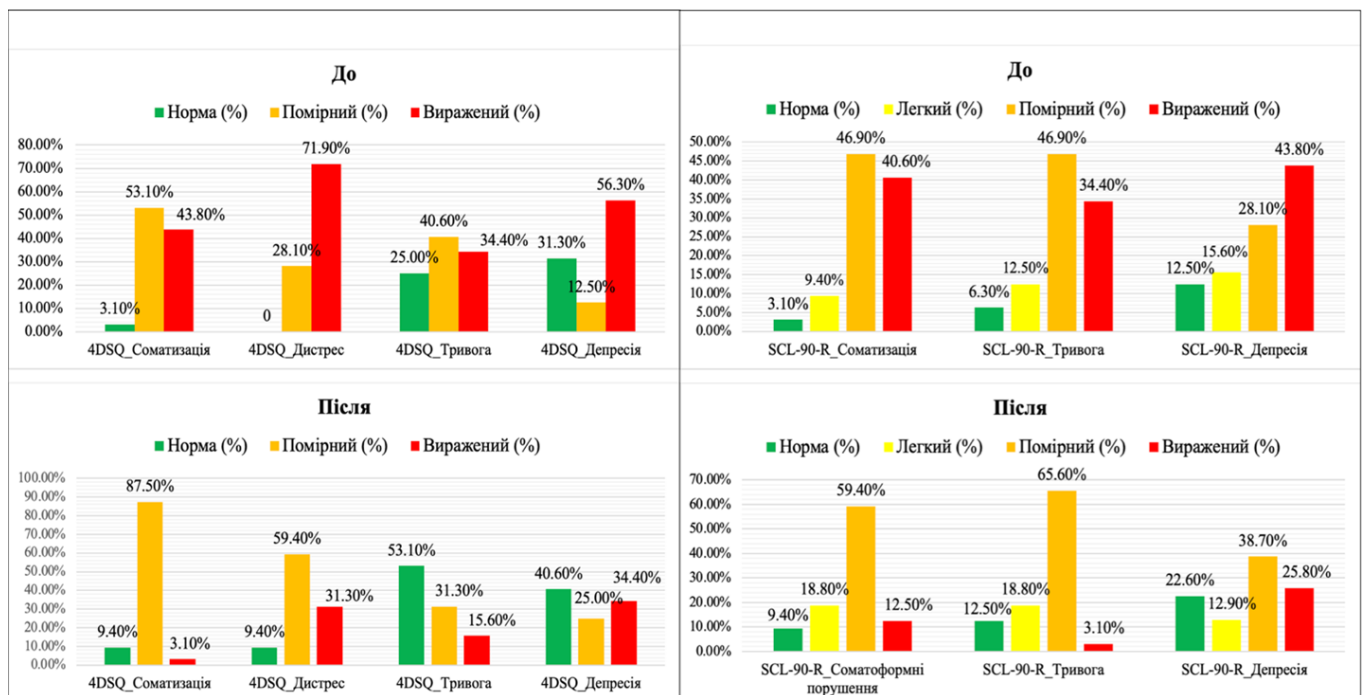 До
Норма (%) Помірний (%) Виражений (%)
80.00%
70.00%
60.00%
50.00%
40.00%
30.00%
20.00%
10.00%
0.00%
3.10% 53.10% 43.80%
0 28.10% 71.90%
25.00% 40.60% 34.40%
31.30% 12.50% 56.30%
4DSQ_Соматизація 4DSQ_Дистрес 4DSQ_Тривога 4DSQ_Депресія
До
Норма (%) Легкий (%) Помірний (%) Виражений (%)
50.00%
45.00%
40.00%
35.00%
30.00%
25.00%
20.00%
15.00%
10.00%
5.00%
0.00%
3.10% 9.40% 46.90% 40.60%
6.30% 12.50% 46.90% 34.40%
12.50% 15.60% 28.10% 43.80%
SCL-90-R_Соматизація SCL-90-R_Тривога SCL-90-R_Депресія
Після
Норма (%) Помірний (%) Виражений (%)
100.00%
90.00%
80.00%
70.00%
60.00%
50.00%
40.00%
30.00%
20.00%
10.00%
0.00%
9.40% 87.50% 3.10%
9.40% 59.40% 31.30%
53.10% 31.30% 15.60%
40.60% 25.00% 34.40%
4DSQ_Соматизація 4DSQ_Дистрес 4DSQ_Тривога 4DSQ_Депресія
Після
Норма (%) Легкий (%) Помірний (%) Виражений (%)
70.00%
60.00%
50.00%
40.00%
30.00%
20.00%
10.00%
0.00%
9.40% 18.80% 59.40% 12.50%
12.50% 18.80% 65.60% 3.10%
22.60% 12.90% 38.70% 25.80%
SCL-90-R_Соматоформні SCL-90-R_Тривога SCL-90-R_Депресія
порушення